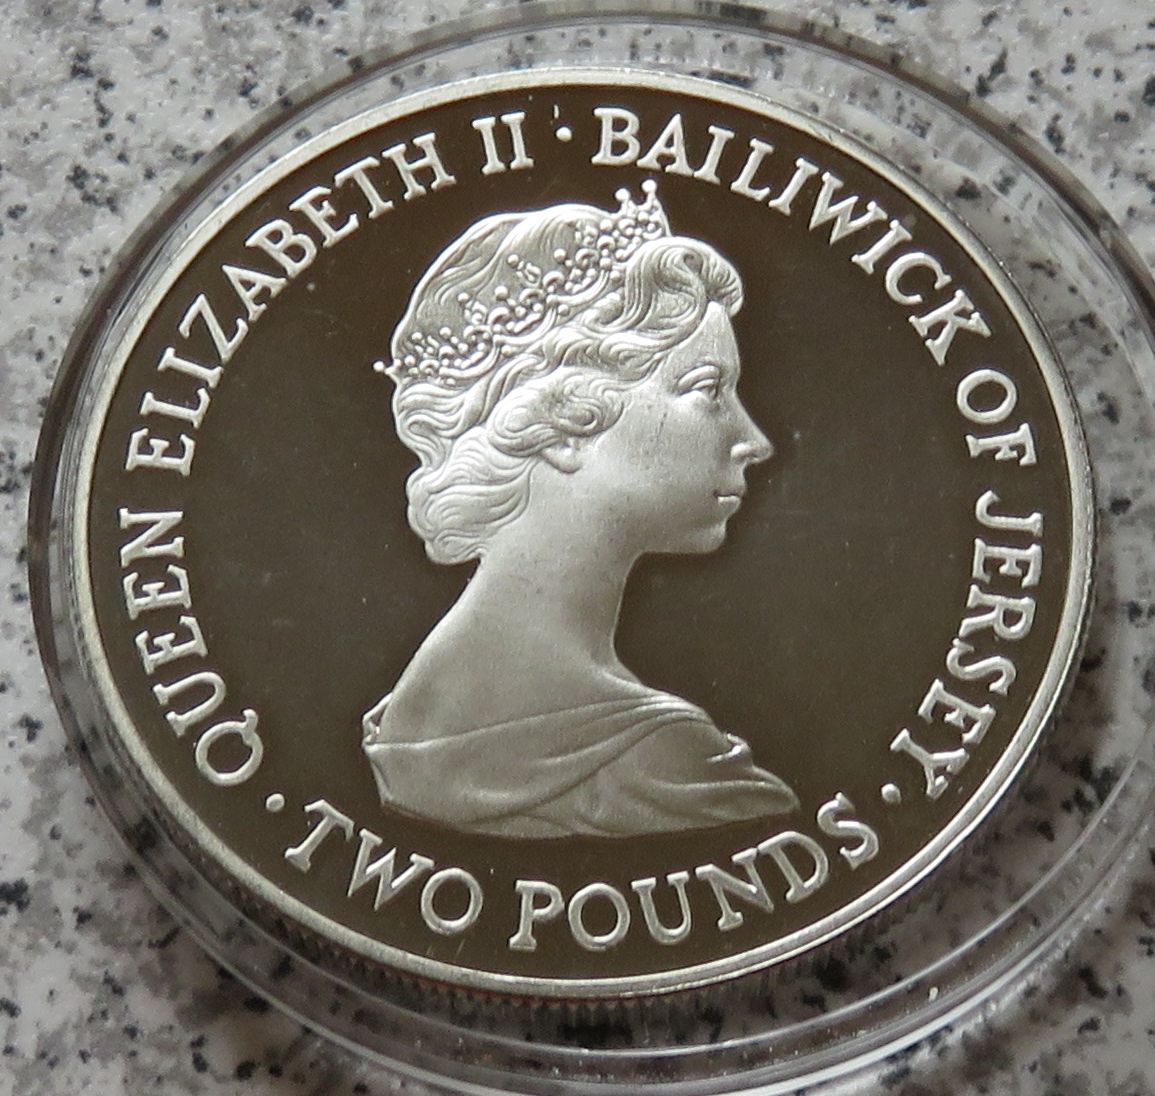 QUEEN ELIZABETH II · BAILIWICK OF JERSEY ·
TWO POUNDS ·